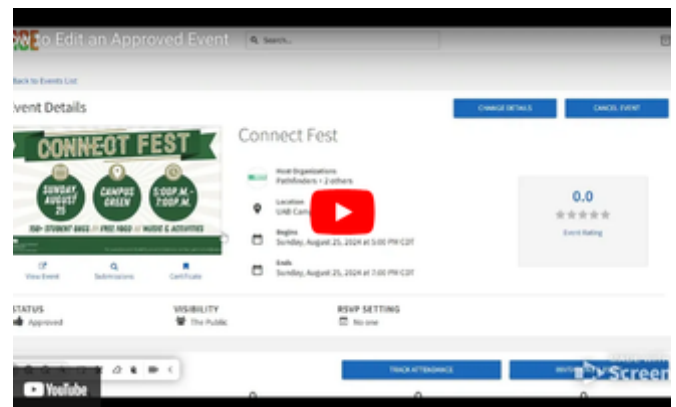 to Edit an Approved Event
Search...
Back to Events List
Event Details
CHANGE DETAILS
CANCEL EVENT
CONNECT FEST
SUNDAY, AUGUST 25
CAMPUS GREEN
5:00P.M.- 7:00P.M.
150+ STUDENT ORGS // FREE FOOD // MUSIC & ACTIVITIES
Connect Fest
Host Organizations
Pathfinders + 2 others
Location
UAB Camp
Begins
Sunday, August 25, 2024 at 5:00 PM CDT
Ends
Sunday, August 25, 2024 at 7:00 PM CDT
0.0
Event Rating
View Event
Submissions
Certificate
STATUS
Approved
VISIBILITY
The Public
RSVP SETTING
No one
TRACK ATTENDANCE
YouTube
MADE WITH
Screen